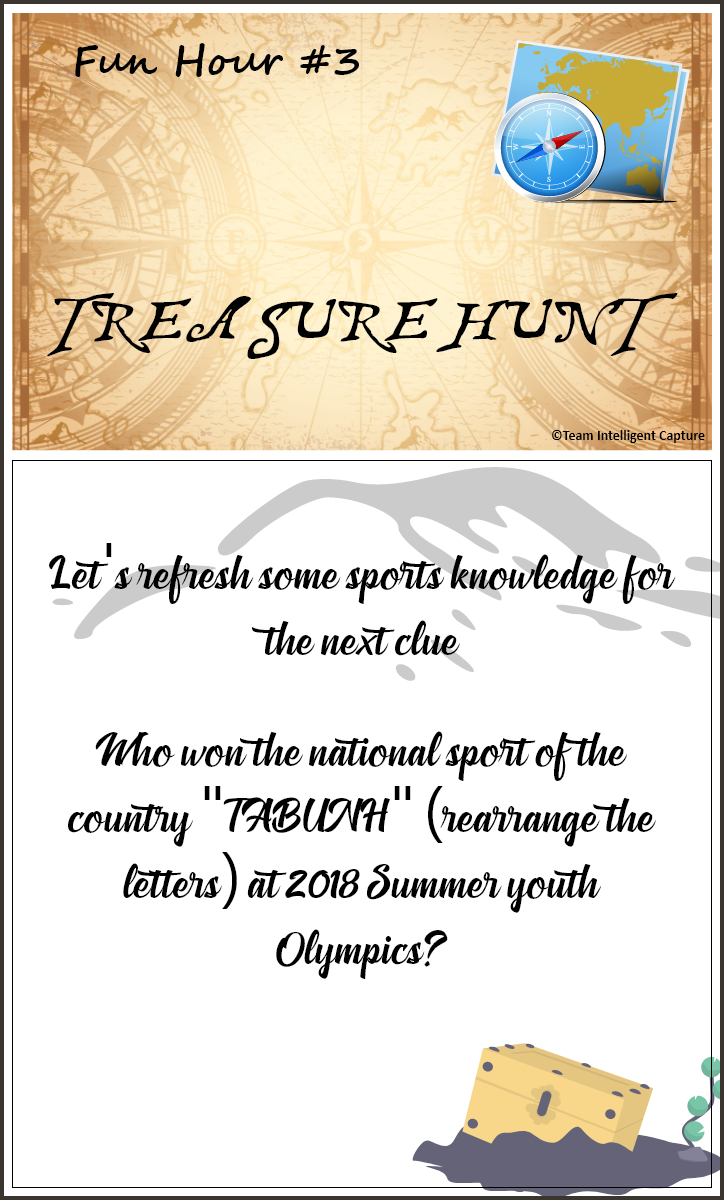 Fun Hour #3
TREASURE HUNT
©Team Intelligent Capture
Let's refresh some sports knowledge for
the next clue
Who won the national sport of the
country "TABUNH" (rearrange the
letters) at 2018 Summer youth
Olympics?